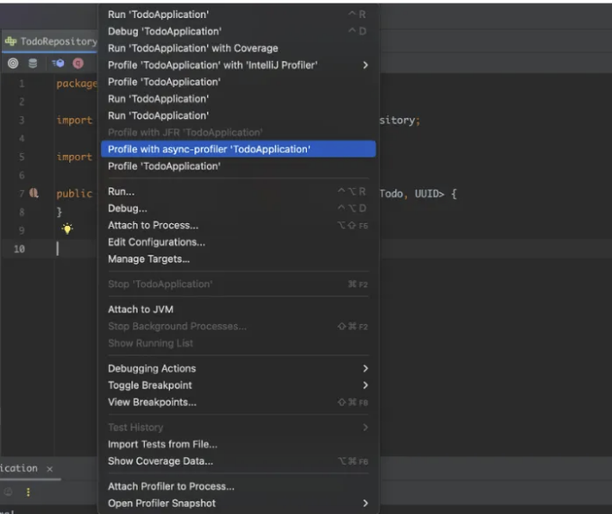 Run 'TodoApplication' ^ R
Debug 'TodoApplication' ^ D
TodoRepository
Run 'TodoApplication' with Coverage
Profile 'TodoApplication' with 'IntelliJ Profiler'
Profile 'TodoApplication'
1 package
Run 'TodoApplication'
2
Run 'TodoApplication'
3 import sitory;
Profile with JFR 'TodoApplication'
4
Profile with async-profiler 'TodoApplication'
5 import
Profile 'TodoApplication'
6
Run... ^⌥R
7 public Todo, UUID> {
Debug... ^⌥D
8 }
Attach to Process... ⌥⇧F5
9
Edit Configurations...
10
Manage Targets...
Stop 'TodoApplication' ⌘F2
Attach to JVM
Stop Background Processes... ⇧⌘F2
Show Running List
Debugging Actions
Toggle Breakpoint
View Breakpoints... ⇧⌘F8
Test History
Import Tests from File...
Show Coverage Data... ⌥⌘F6
ication ×
Attach Profiler to Process...
Open Profiler Snapshot